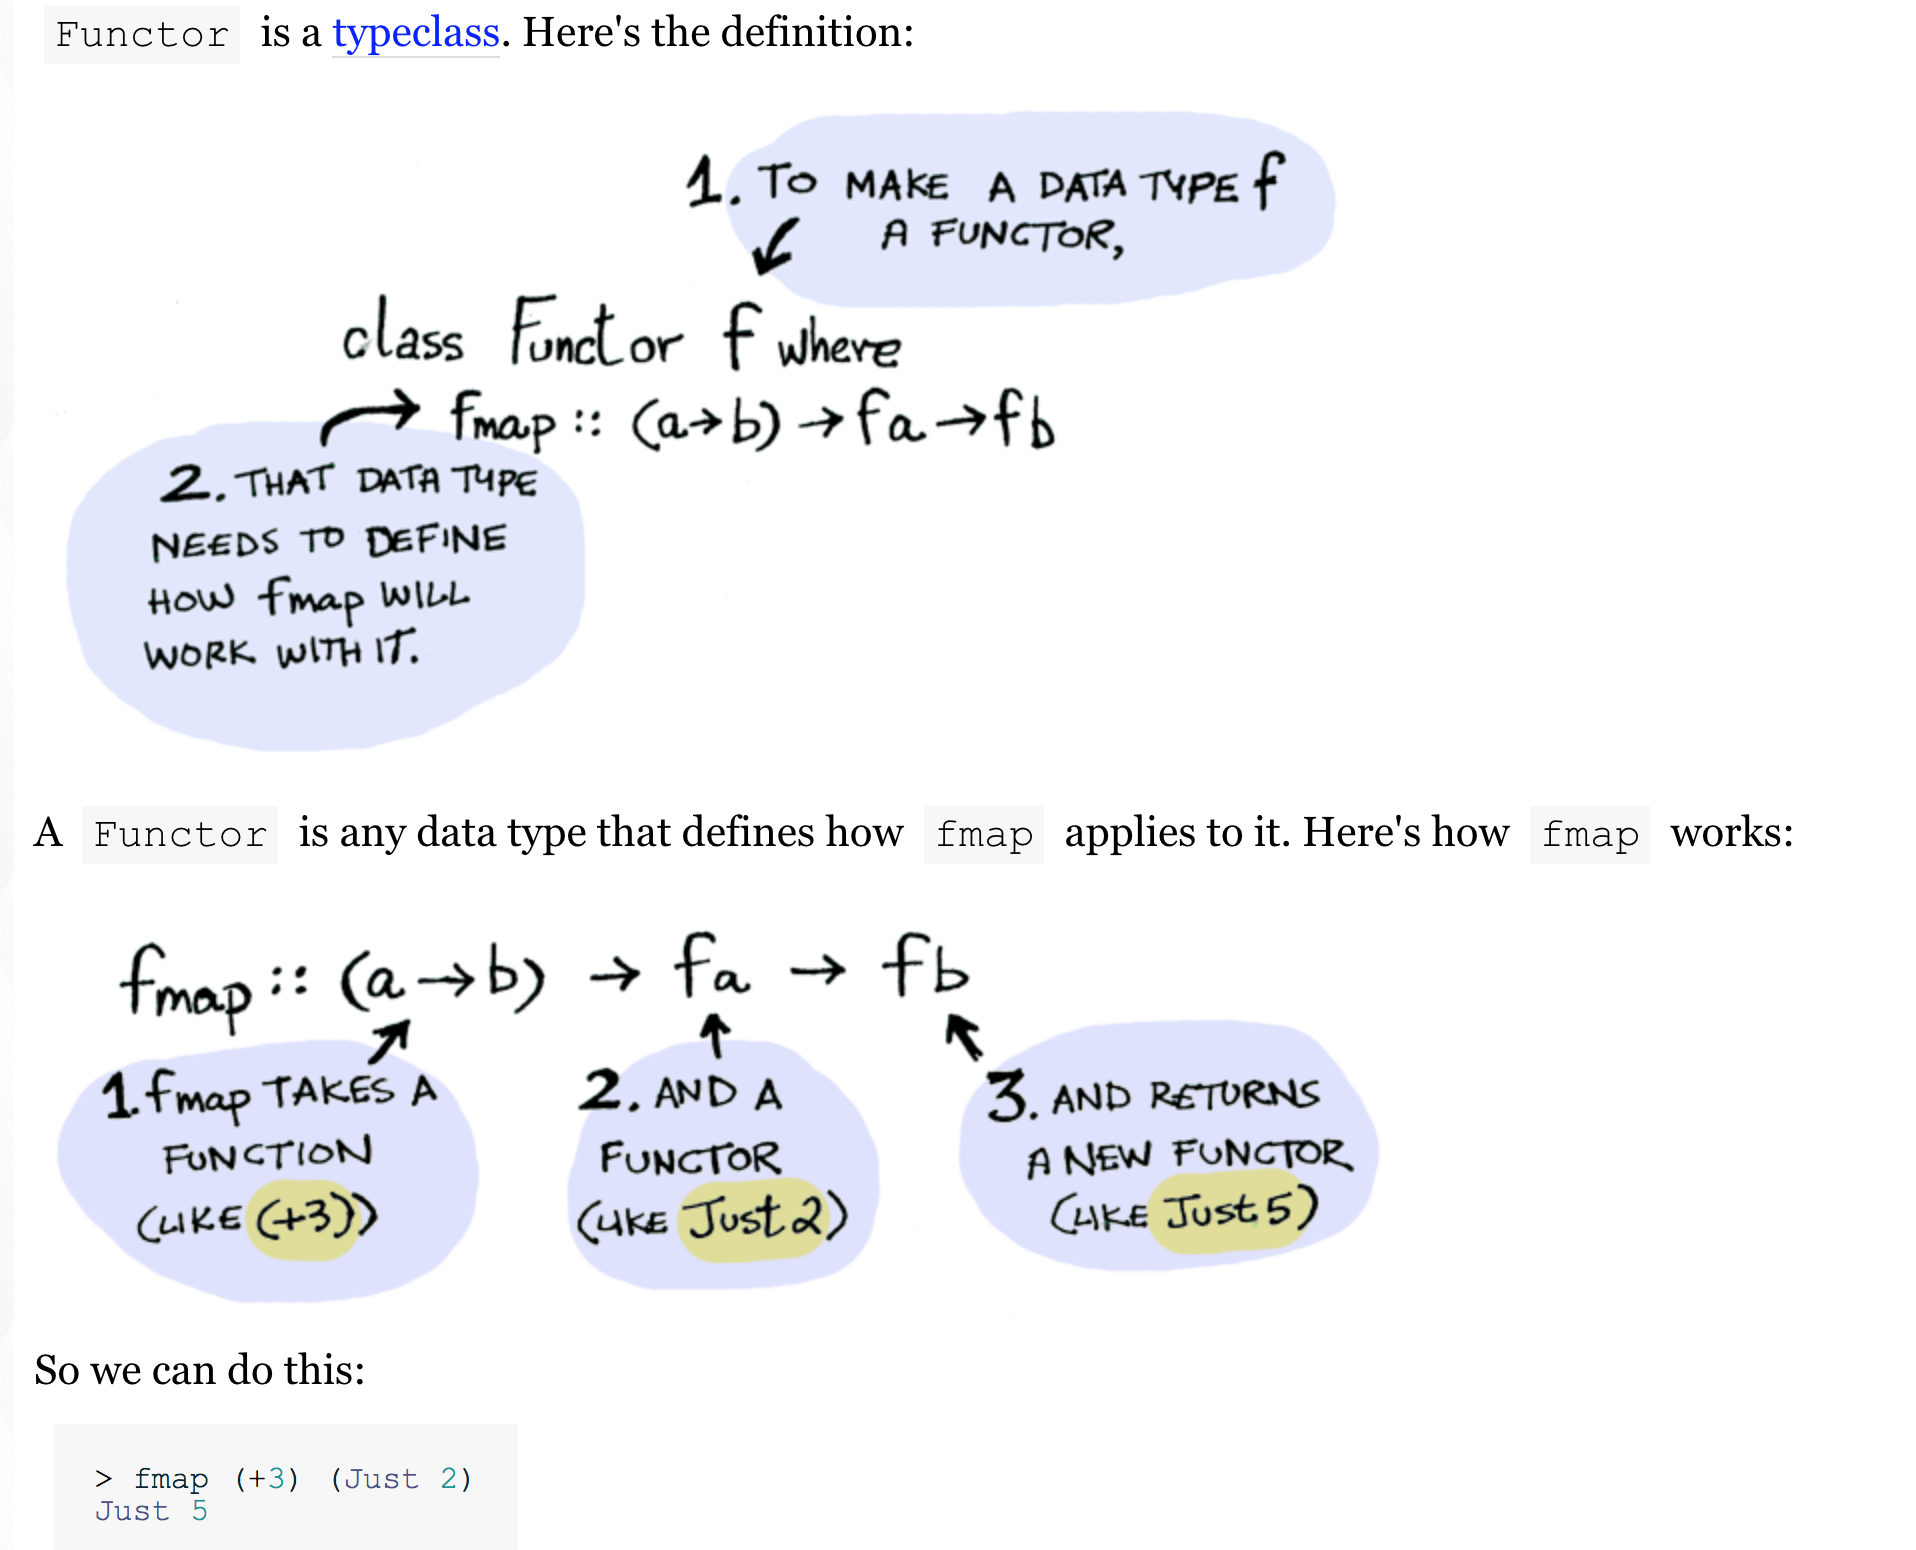 Functor is a typeclass. Here's the definition:
1. TO MAKE A DATA TYPE f
A FUNCTOR,
class Functor f where
fmap :: (a→b) → fa → fb
2. THAT DATA TYPE
NEEDS TO DEFINE
HOW fmap WILL
WORK WITH IT.
A Functor is any data type that defines how fmap applies to it. Here's how fmap works:
fmap :: (a→b) → fa → fb
1. fmap TAKES A
FUNCTION
(LIKE (+3))
2. AND A
FUNCTOR
(LIKE Just 2)
3. AND RETURNS
A NEW FUNCTOR
(LIKE Just 5)
So we can do this:
> fmap (+3) (Just 2)
Just 5